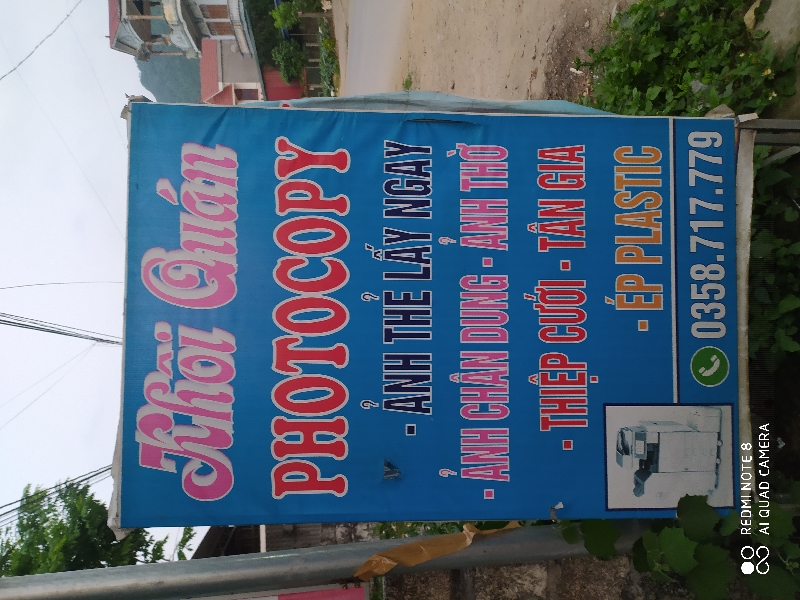 Khôi Quán
PHOTOCOPY
- ẢNH THẺ LẤY NGAY
- ẢNH CHÂN DUNG - ẢNH THỜ
- THIỆP CƯỚI - TÂN GIA
- ÉP PLASTIC
0358.717.779
REDMI NOTE 8
AI QUAD CAMERA